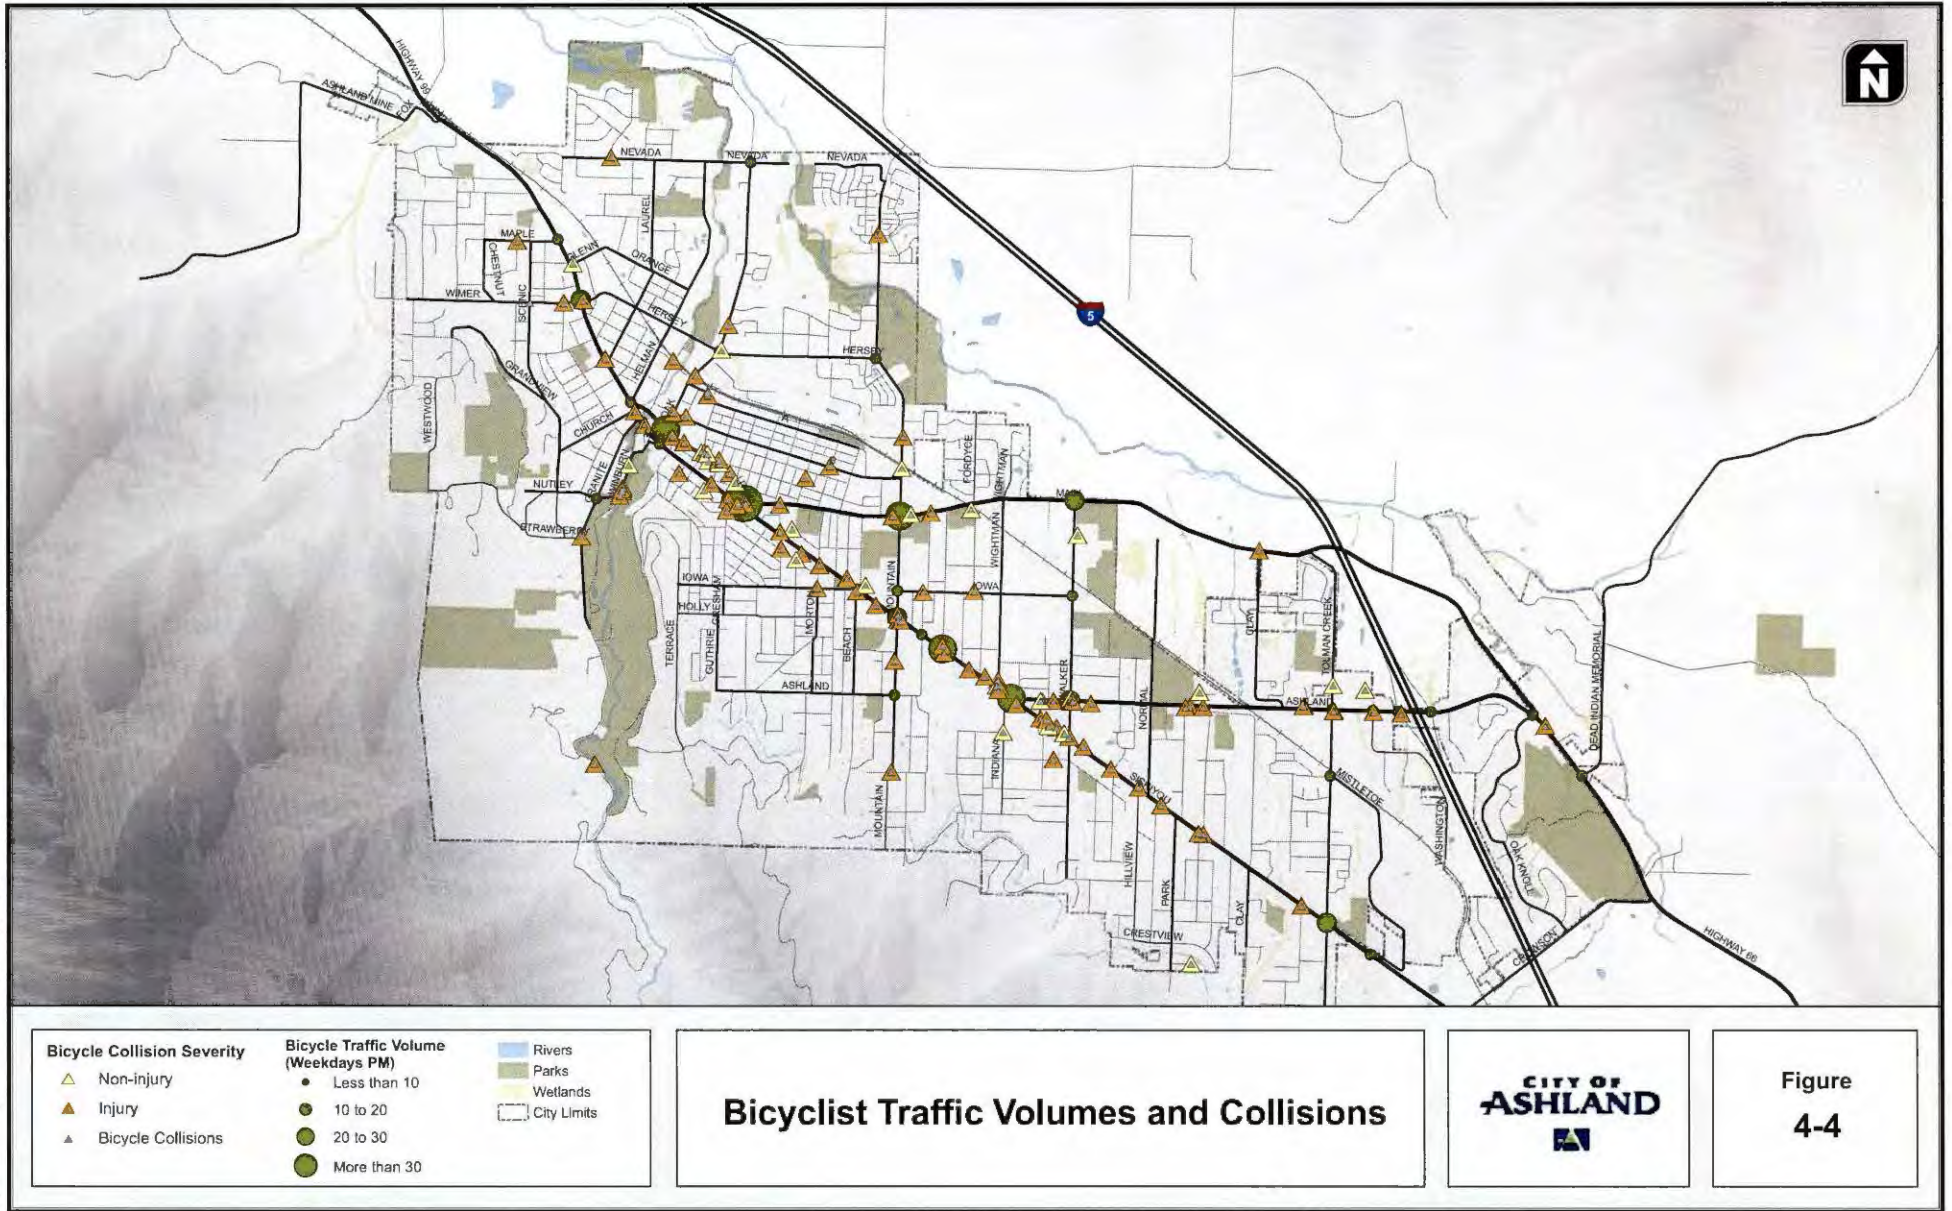 HIGHWAY 99
ASHLAND MINE
FOX
N
NEVADA
NEVADA
NEVADA
LAUREL
MAPLE
GLENN
CHESTNUT
ORANGE
WIMER
SCENIC
HERSEY
5
HELMAN
HERSEY
GRANDVIEW
WESTWOOD
CHURCH
OAK
A
FORDYCE
WIGHTMAN
GRANITE
WINBURN
NUTLEY
MAIN
STRAWBERRY
WIGHTMAN
IOWA
MOUNTAIN
IOWA
HOLLY
GRESHAM
MORTON
CLAY
TOLMAN CREEK
TERRACE
GUTHRIE
BEACH
WALKER
DEAD INDIAN MEMORIAL
ASHLAND
NORMAL
ASHLAND
INDIANA
SISKIYOU
MISTLETOE
MOUNTAIN
WASHINGTON
HILLVIEW
PARK
OAK KNOLL
CLAY
CRESTVIEW
CROWSON
HIGHWAY 66
Bicycle Collision Severity
Non-injury
Injury
Bicycle Collisions
Bicycle Traffic Volume
(Weekdays PM)
Less than 10
10 to 20
20 to 30
More than 30
Rivers
Parks
Wetlands
City Limits
Bicyclist Traffic Volumes and Collisions
CITY OF
ASHLAND
Figure
4-4